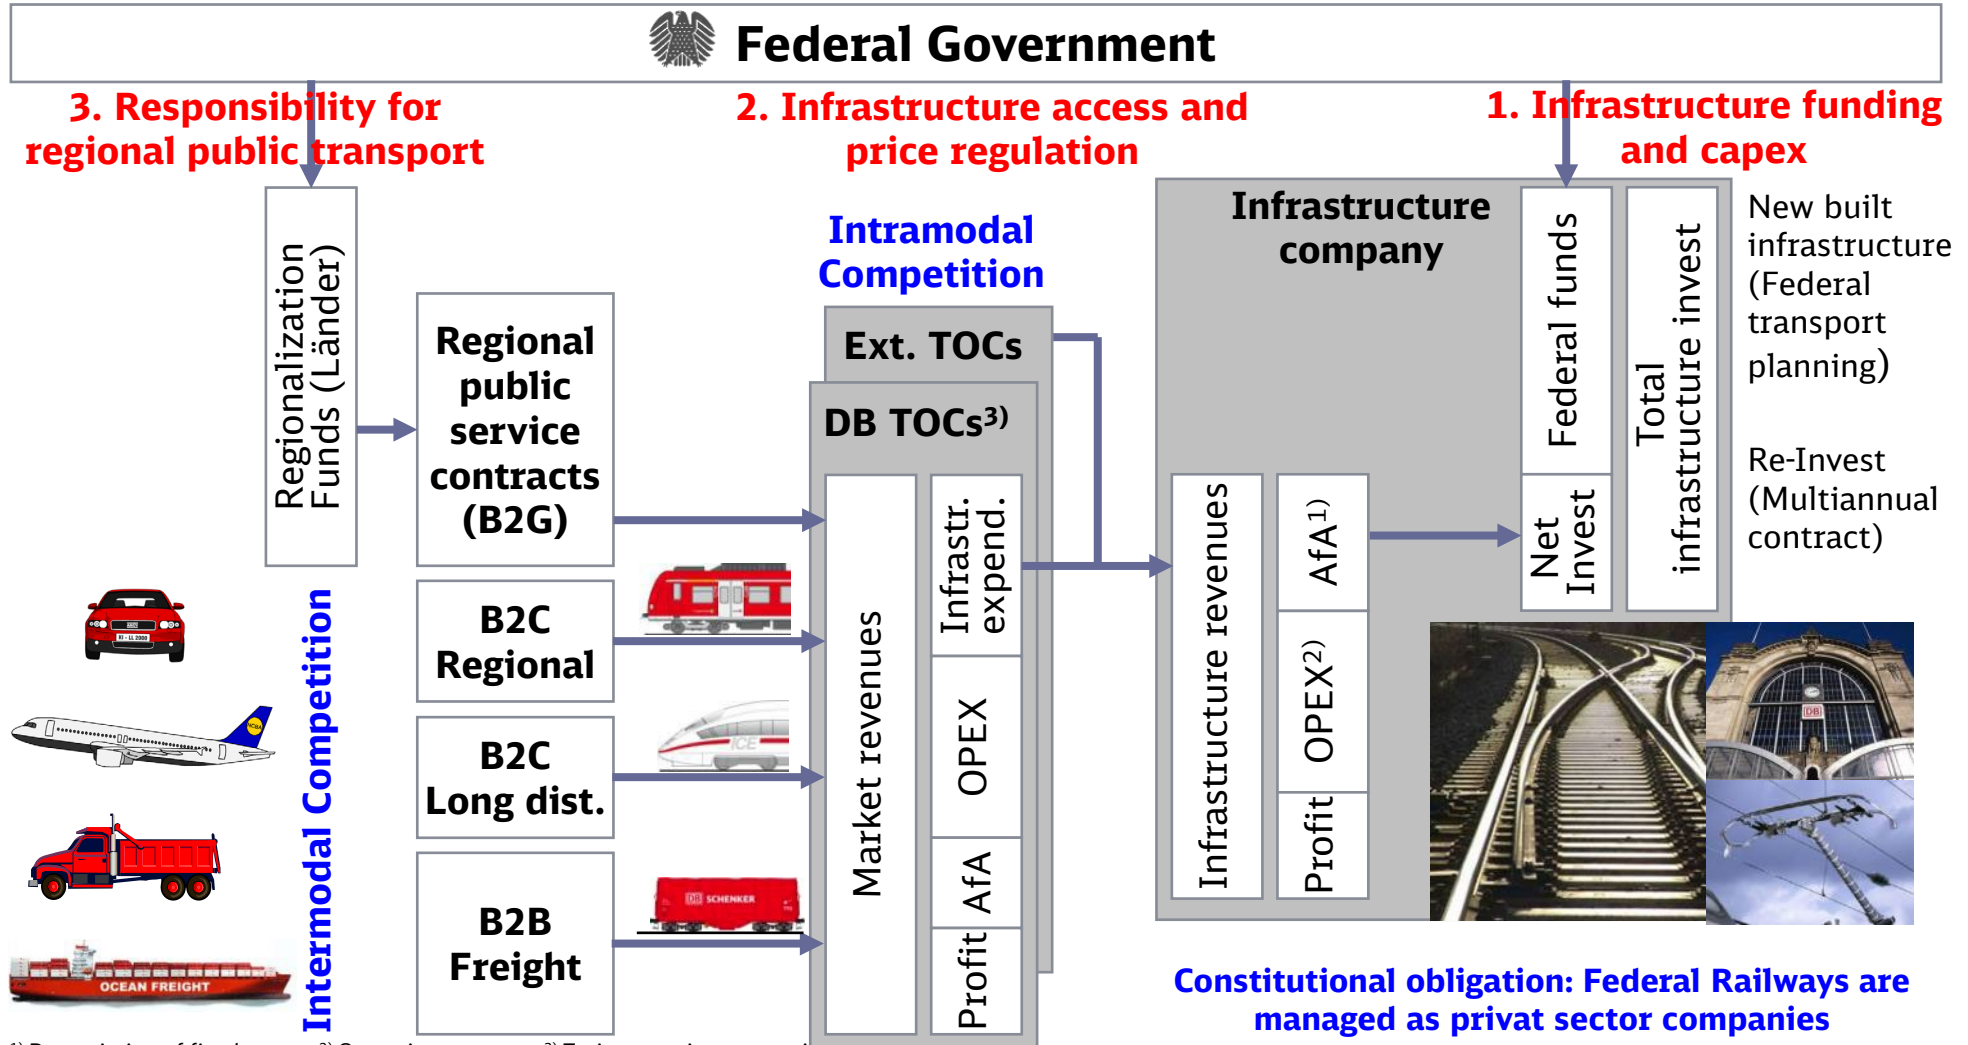 Federal Government
3. Responsibility for
regional public transport
2. Infrastructure access and
price regulation
1. Infrastructure funding
and capex
Regionalization
Funds (Länder)
Regional
public
service
contracts
(B2G)
B2C
Regional
B2C
Long dist.
B2B
Freight
Intermodal Competition
OCEAN FREIGHT
ICE
DB SCHENKER
Intramodal
Competition
Ext. TOCs
DB TOCs³⁾
Market revenues
Infrastr.
expend.
OPEX
AfA
Profit
Infrastructure
company
Infrastructure revenues
AfA¹⁾
OPEX²⁾
Profit
Federal funds
Net
Invest
Total
infrastructure invest
New built
infrastructure
(Federal
transport
planning)
Re-Invest
(Multiannual
contract)
DB
Constitutional obligation: Federal Railways are
managed as privat sector companies